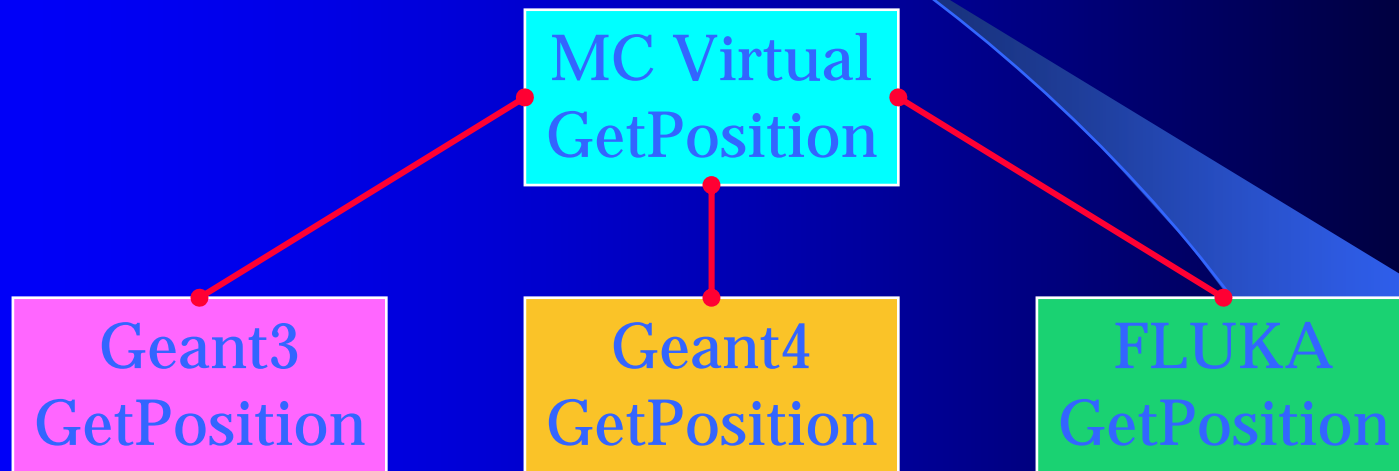 MC Virtual
GetPosition
Geant3
GetPosition
Geant4
GetPosition
FLUKA
GetPosition